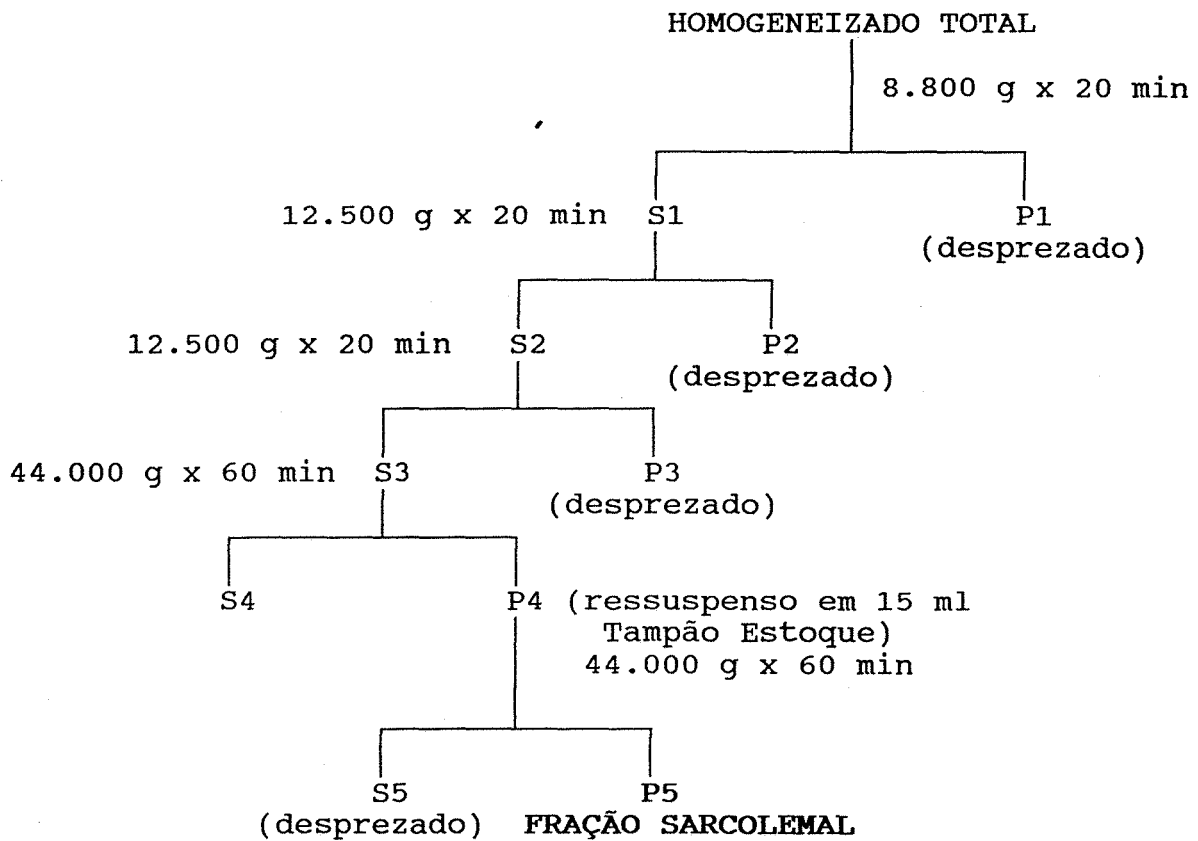 HOMOGENEIZADO TOTAL
8.800 g x 20 min
12.500 g x 20 min S1 P1
(desprezado)
12.500 g x 20 min S2 P2
(desprezado)
44.000 g x 60 min S3 P3
(desprezado)
S4 P4 (ressuspenso em 15 ml
Tampão Estoque)
44.000 g x 60 min
S5 P5
(desprezado) FRAÇÃO SARCOLEMAL